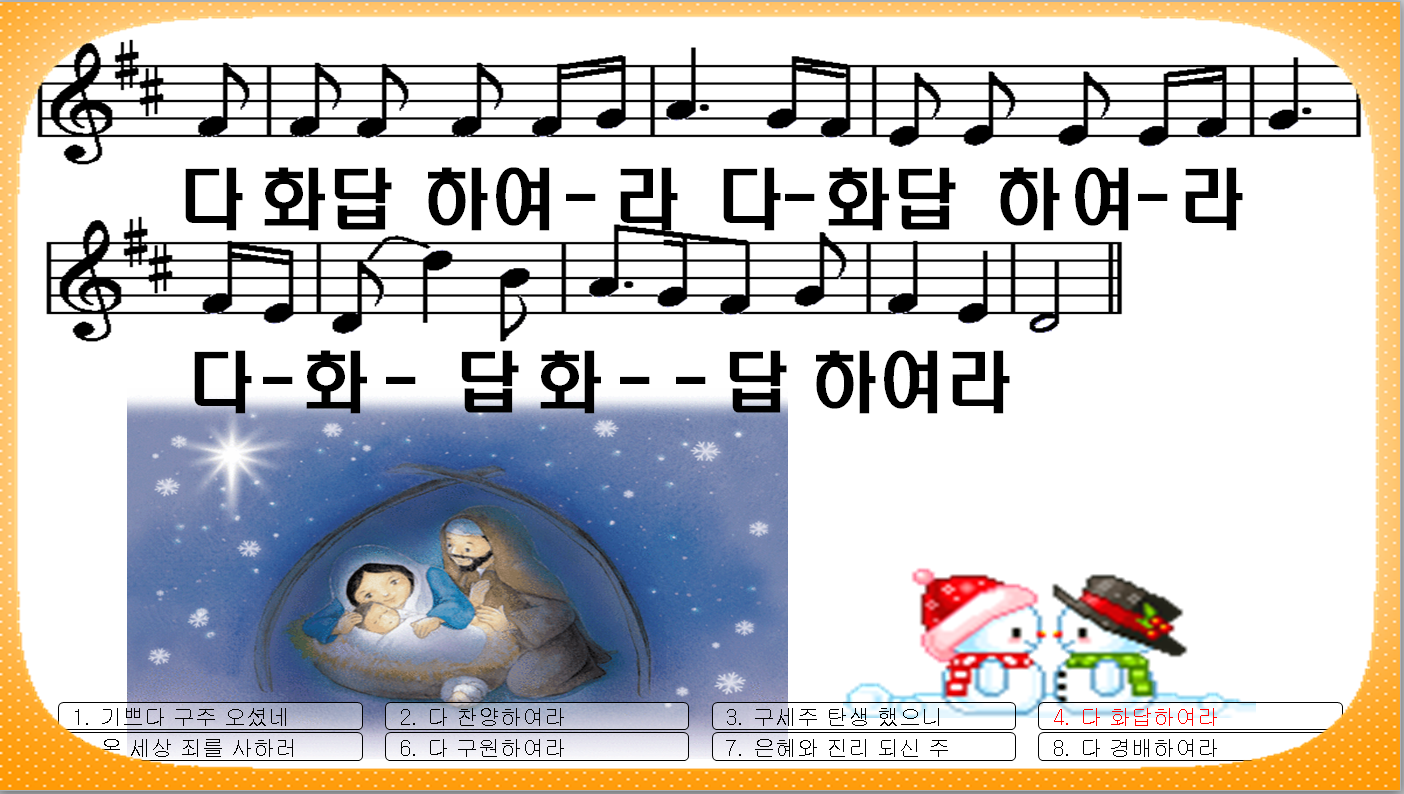 다 화답 하여- 라 다-화답 하 여- 라
다-화- 답 화- - 답 하여라
1. 기쁘다 구주 오셨네
2. 다 찬양하여라
3. 구세주 탄생 했으니
4. 다 화답하여라
온 세상 죄를 사하러
6. 다 구원하여라
7. 은혜와 진리 되신 주
8. 다 경배하여라